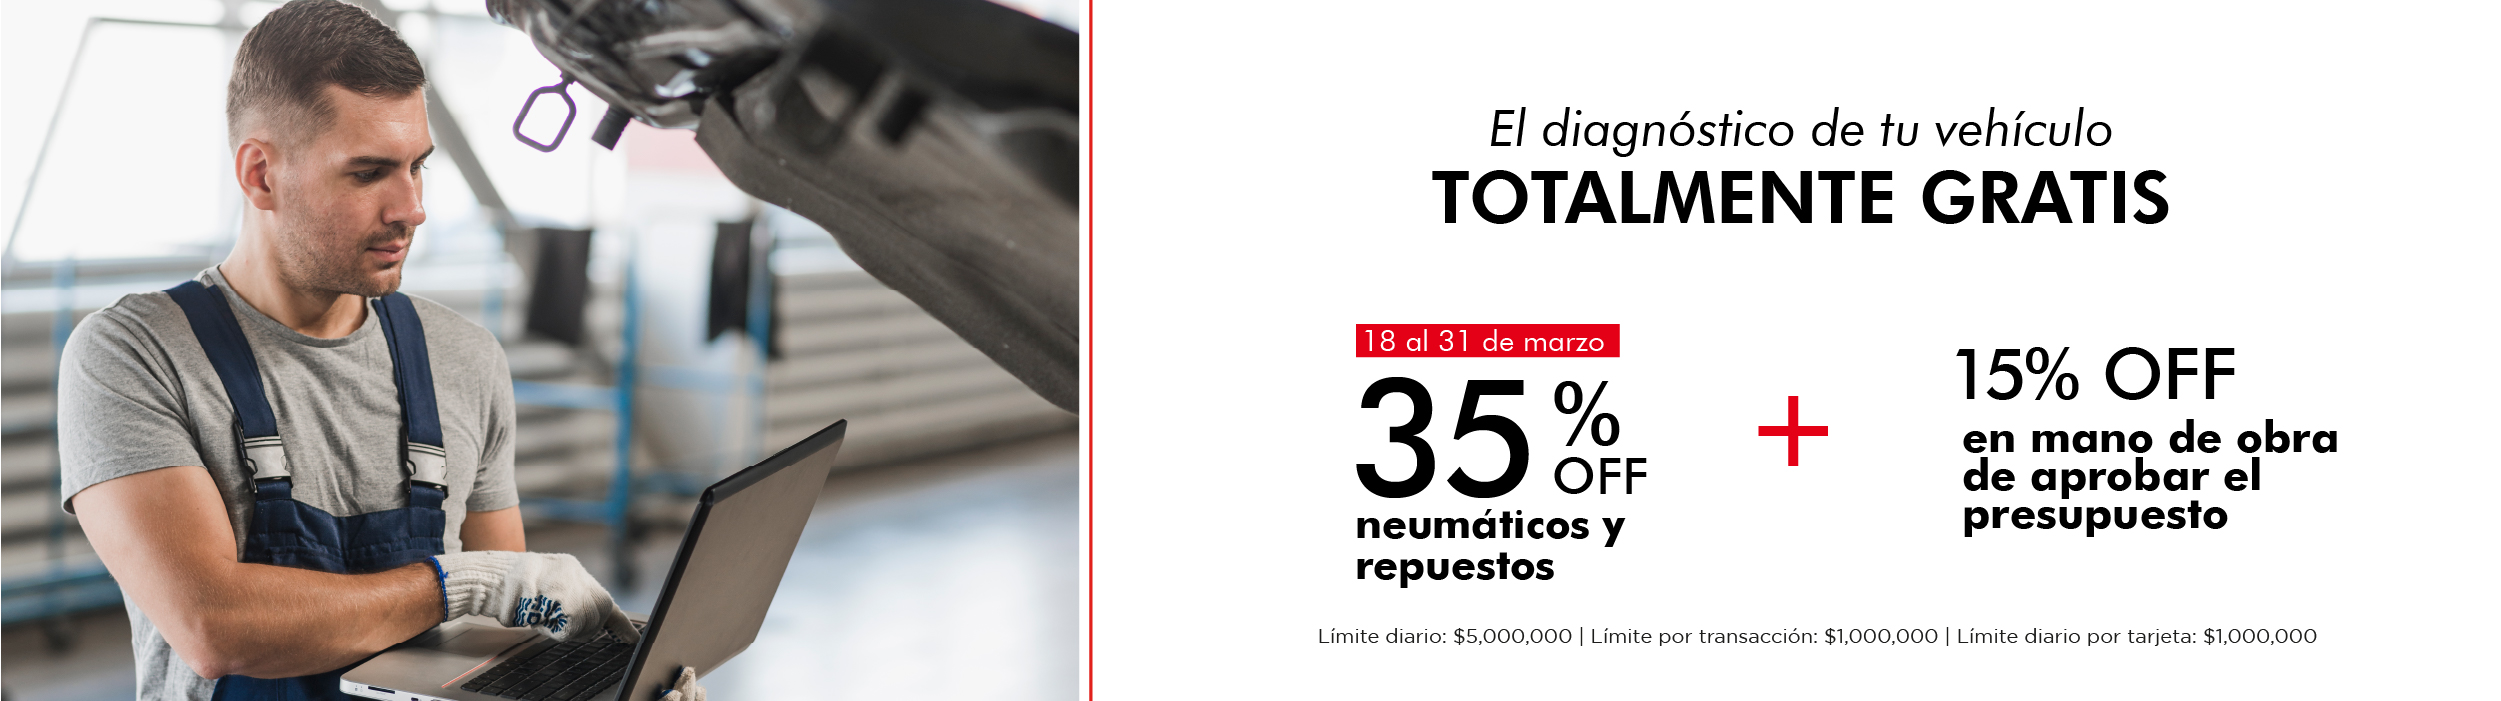 El diagnóstico de tu vehículo
TOTALMENTE GRATIS
18 al 31 de marzo
35%
OFF
neumáticos y
repuestos
+
15% OFF
en mano de obra
de aprobar el
presupuesto
Límite diario: $5,000,000 | Límite por transacción: $1,000,000 | Límite diario por tarjeta: $1,000,000